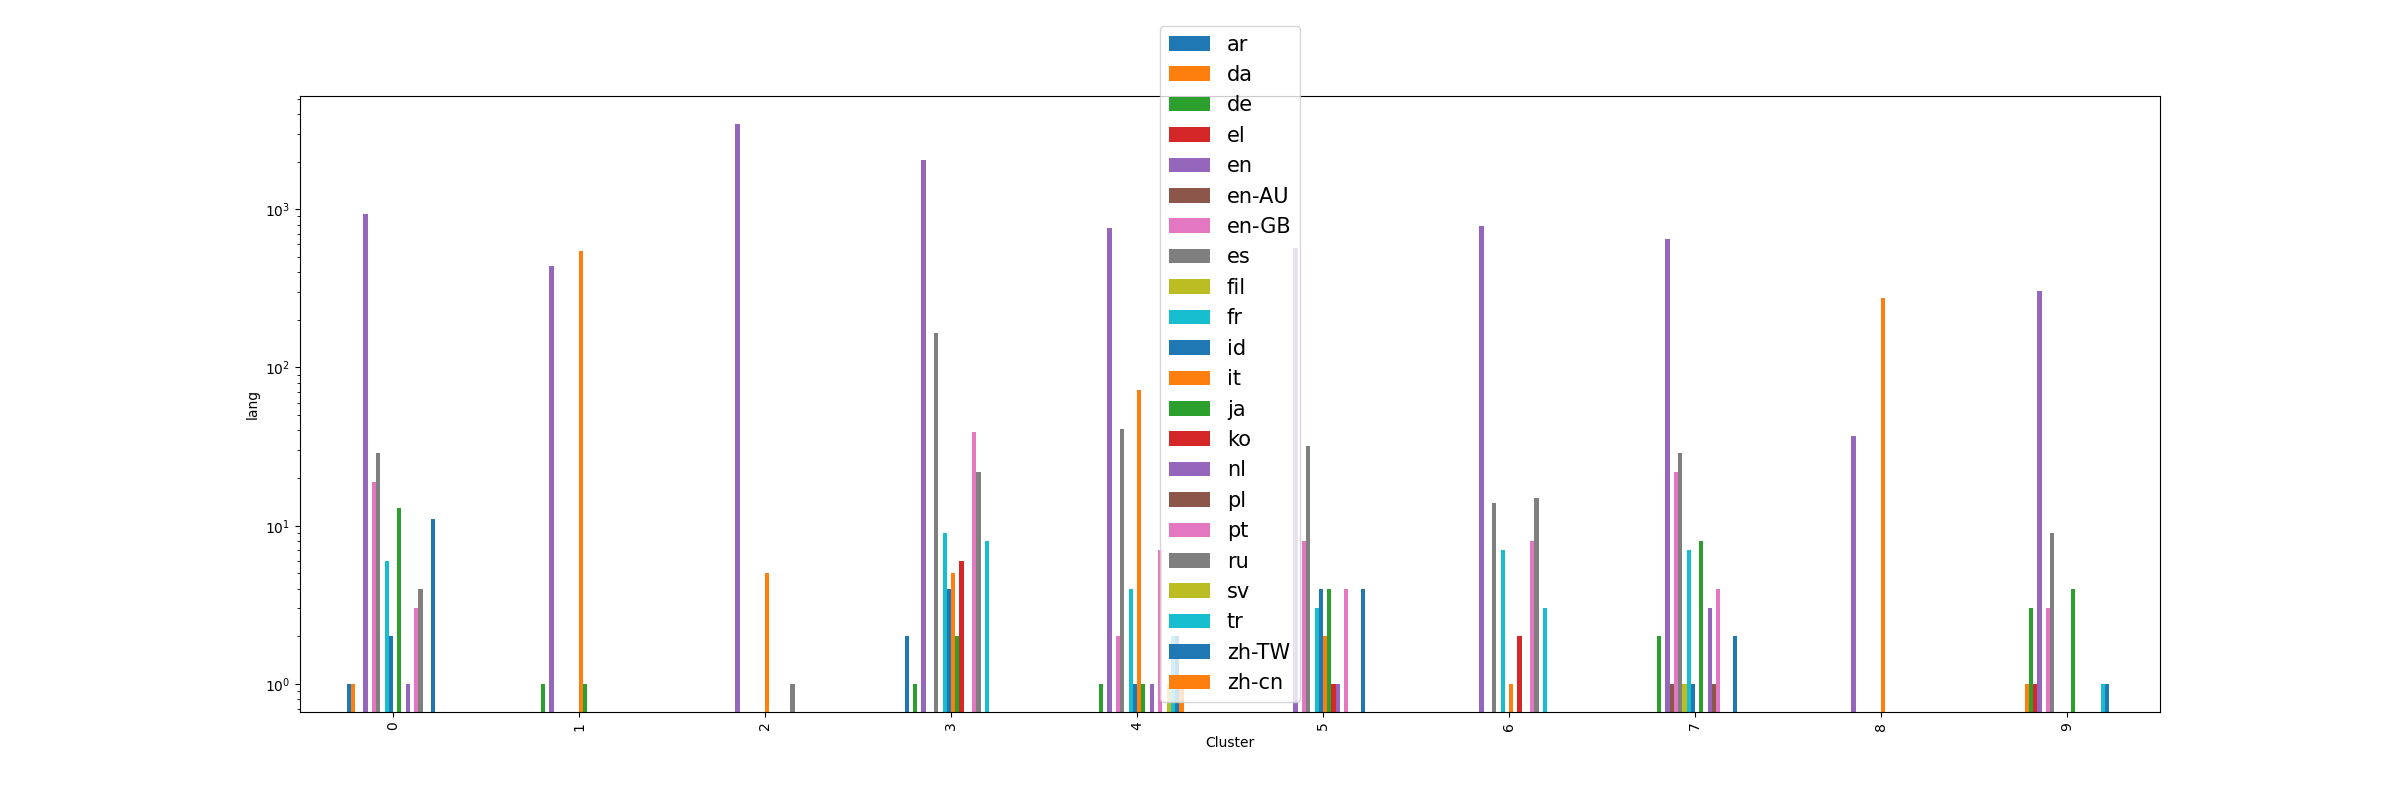 ar
da
de
el
en
en-AU
en-GB
es
fil
fr
id
it
ja
ko
nl
pl
pt
ru
sv
tr
zh-TW
zh-cn
10³
10²
10¹
10⁰
lang
0 1 2 3 4 5 6 7 8 9
Cluster